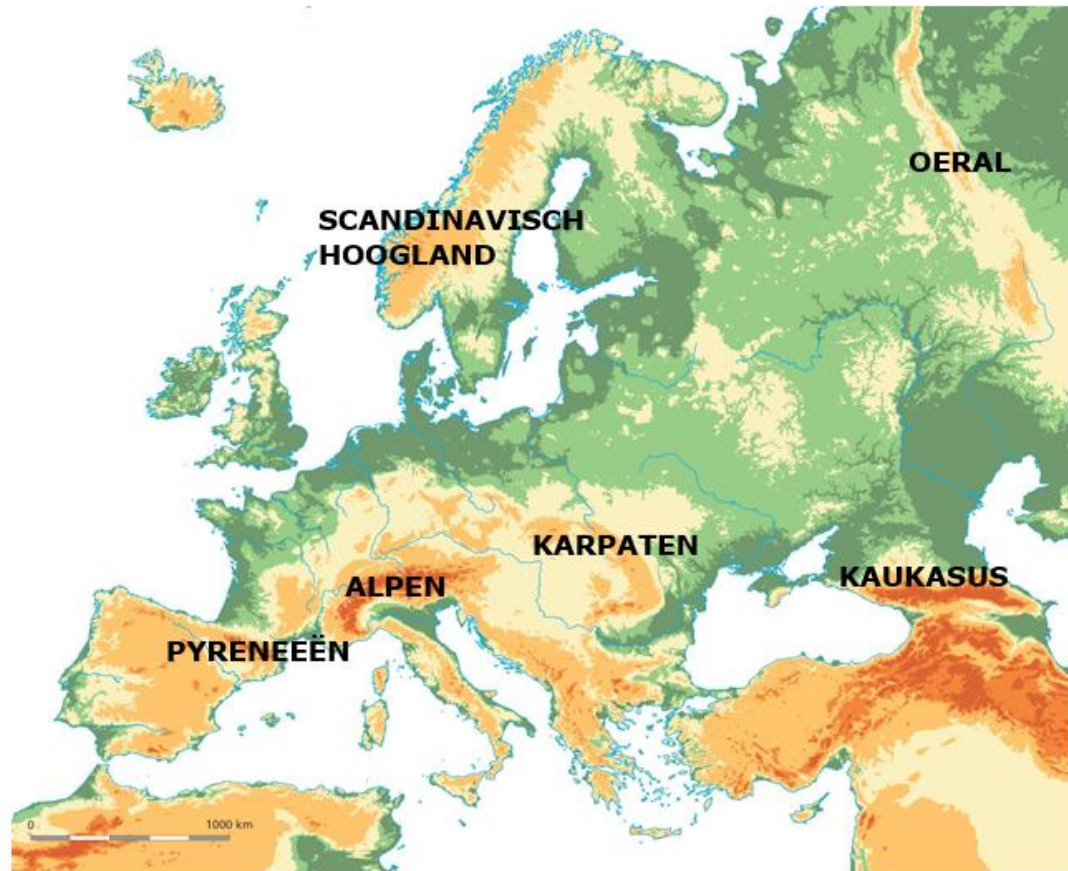 OERAL
SCANDINAVISCH
HOOGLAND
KARPATEN
ALPEN
KAUKASUS
PYRENEEËN
0 1000 km